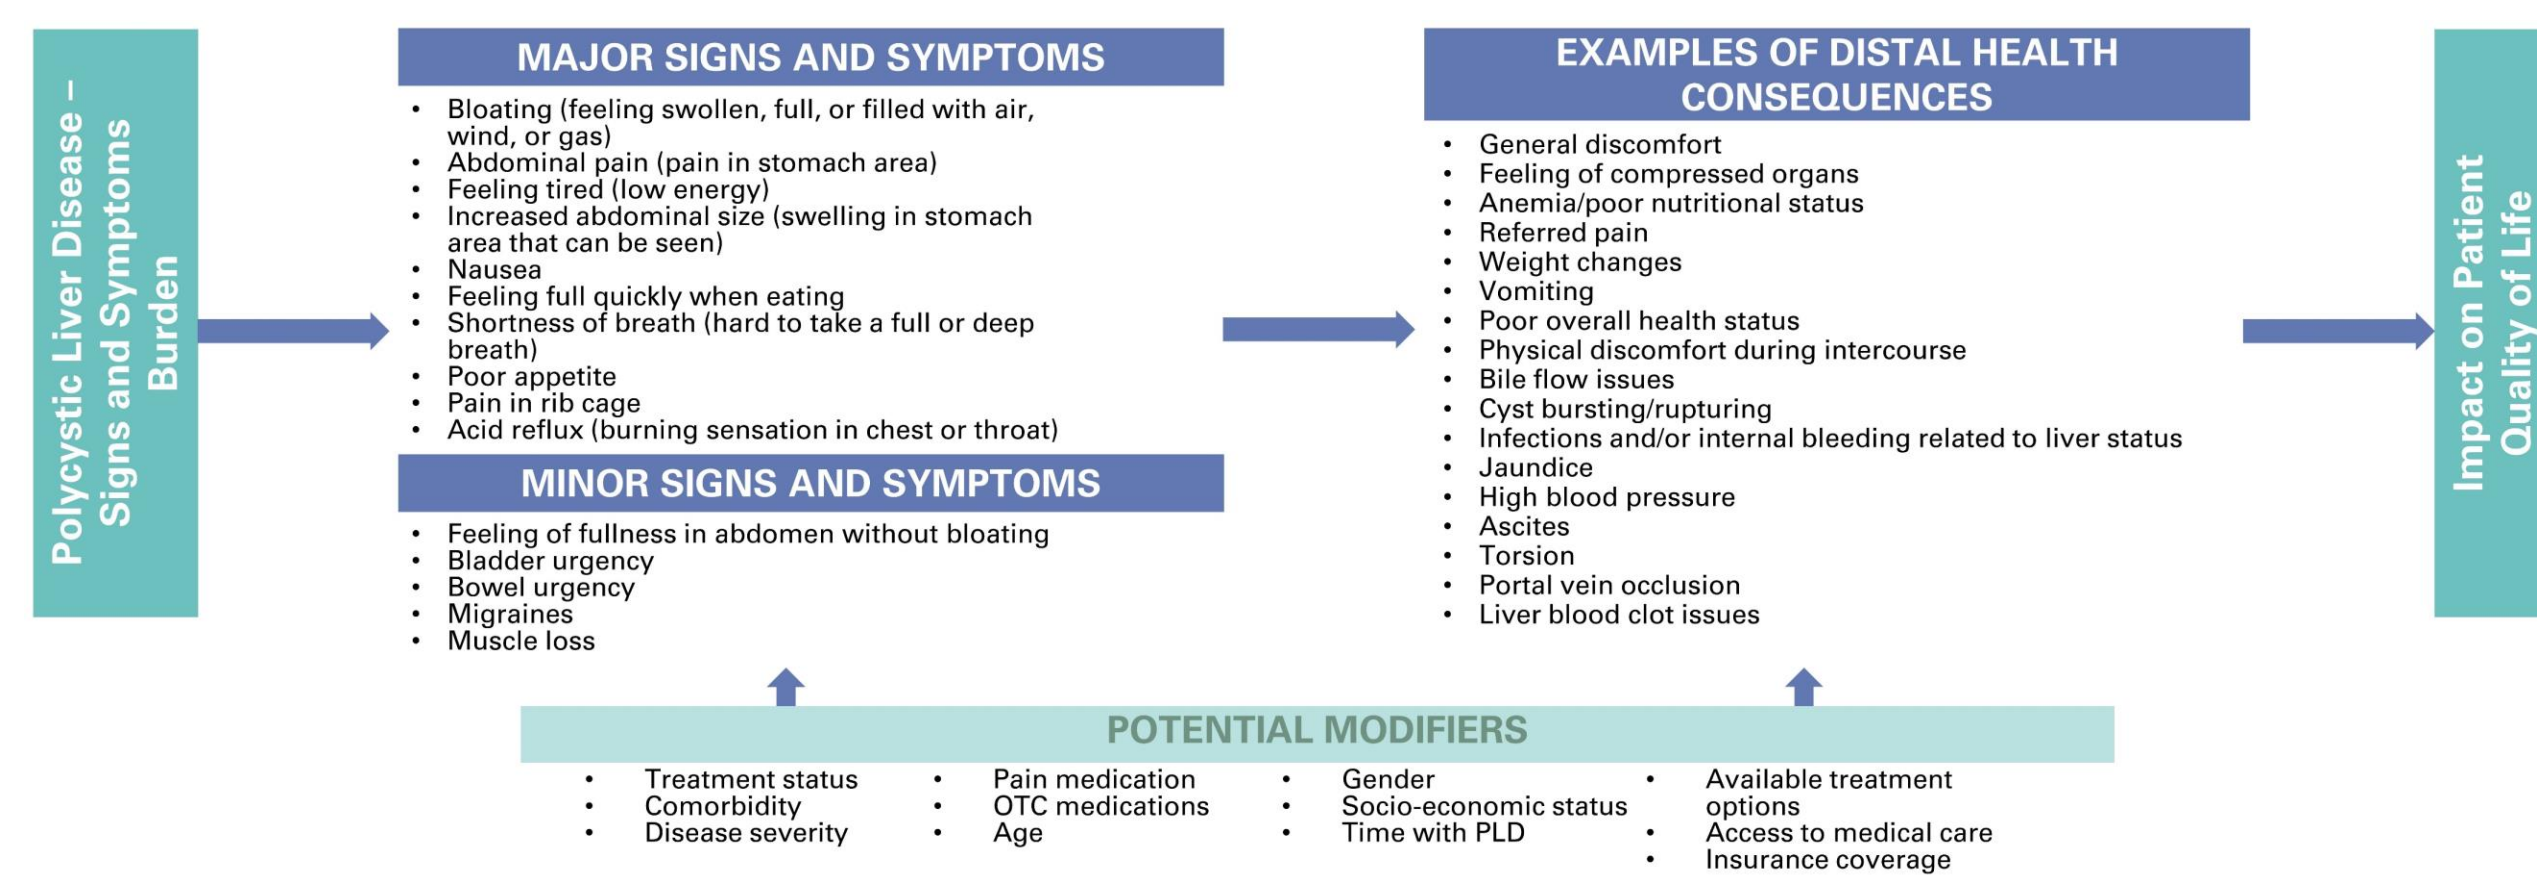 Polycystic Liver Disease –
Signs and Symptoms
Burden
MAJOR SIGNS AND SYMPTOMS
• Bloating (feeling swollen, full, or filled with air,
wind, or gas)
• Abdominal pain (pain in stomach area)
• Feeling tired (low energy)
• Increased abdominal size (swelling in stomach
area that can be seen)
• Nausea
• Feeling full quickly when eating
• Shortness of breath (hard to take a full or deep
breath)
• Poor appetite
• Pain in rib cage
• Acid reflux (burning sensation in chest or throat)
MINOR SIGNS AND SYMPTOMS
• Feeling of fullness in abdomen without bloating
• Bladder urgency
• Bowel urgency
• Migraines
• Muscle loss
EXAMPLES OF DISTAL HEALTH
CONSEQUENCES
• General discomfort
• Feeling of compressed organs
• Anemia/poor nutritional status
• Referred pain
• Weight changes
• Vomiting
• Poor overall health status
• Physical discomfort during intercourse
• Bile flow issues
• Cyst bursting/rupturing
• Infections and/or internal bleeding related to liver status
• Jaundice
• High blood pressure
• Ascites
• Torsion
• Portal vein occlusion
• Liver blood clot issues
Impact on Patient
Quality of Life
POTENTIAL MODIFIERS
• Treatment status
• Comorbidity
• Disease severity
• Pain medication
• OTC medications
• Age
• Gender
• Socio-economic status
• Time with PLD
• Available treatment
options
• Access to medical care
• Insurance coverage